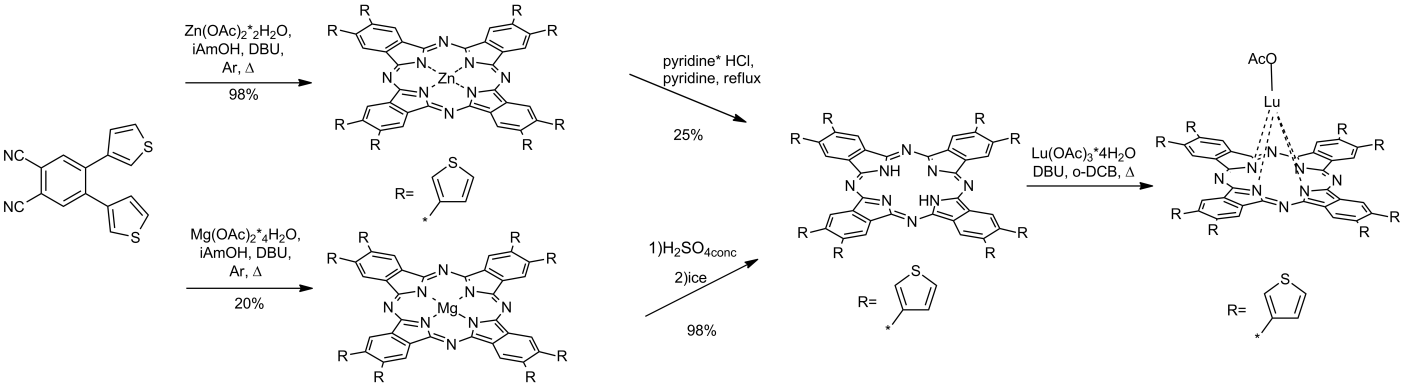 Zn(OAc)2*2H2O,
iAmOH, DBU,
Ar, Δ
98%
NC
NC
S
S
Mg(OAc)2*4H2O,
iAmOH, DBU,
Ar, Δ
20%
R
R
R
R
R
R
R
R
N
N
N
N
N
N
N
N
Zn
R=
S
*
R
R
R
R
R
R
R
R
N
N
N
N
N
N
N
N
Mg
pyridine* HCl,
pyridine, reflux
25%
1)H2SO4conc
2)ice
98%
R
R
R
R
R
R
R
R
N
NH
N
N
N
N
HN
N
R=
S
*
Lu(OAc)3*4H2O
DBU, o-DCB, Δ
AcO
Lu
R
R
R
R
R
R
R
R
N
N
N
N
N
N
N
N
R=
S
*